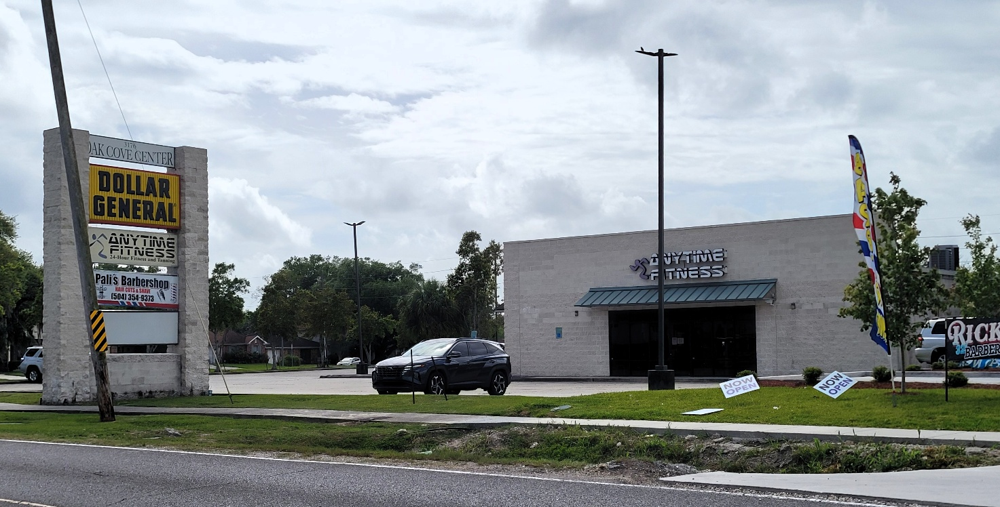 3176
OAK COVE CENTER
DOLLAR
GENERAL
ANYTIME
FITNESS
24-Hour Fitness and Tanning
Pali's Barbershop
HAIR CUTS & SHAVE
(504) 354-9373
ANYTIME
FITNESS
NOW
OPEN
NOW
OPEN
RICK
BARBER